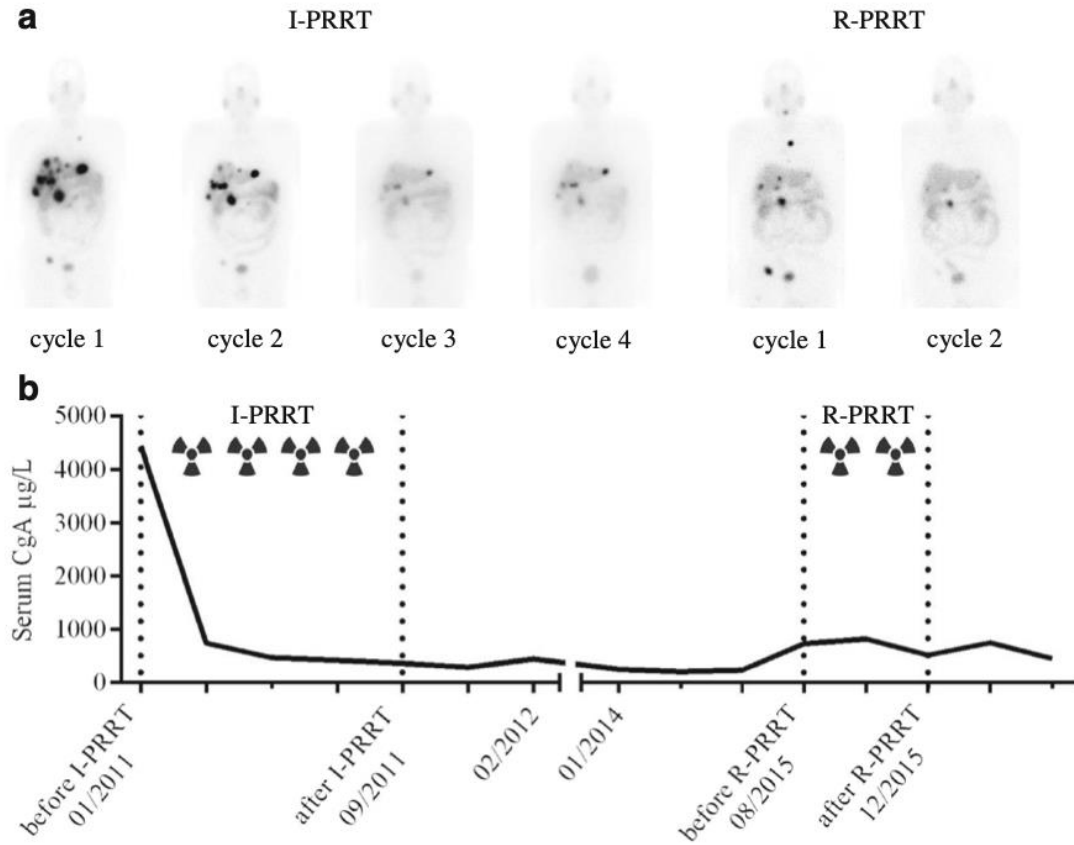 a
I-PRRT
R-PRRT
cycle 1
cycle 2
cycle 3
cycle 4
cycle 1
cycle 2
b
I-PRRT
R-PRRT
Serum CgA µg/L
5000
4000
3000
2000
1000
0
before I-PRRT
01/2011
after I-PRRT
09/2011
02/2012
01/2014
before R-PRRT
08/2015
after R-PRRT
12/2015